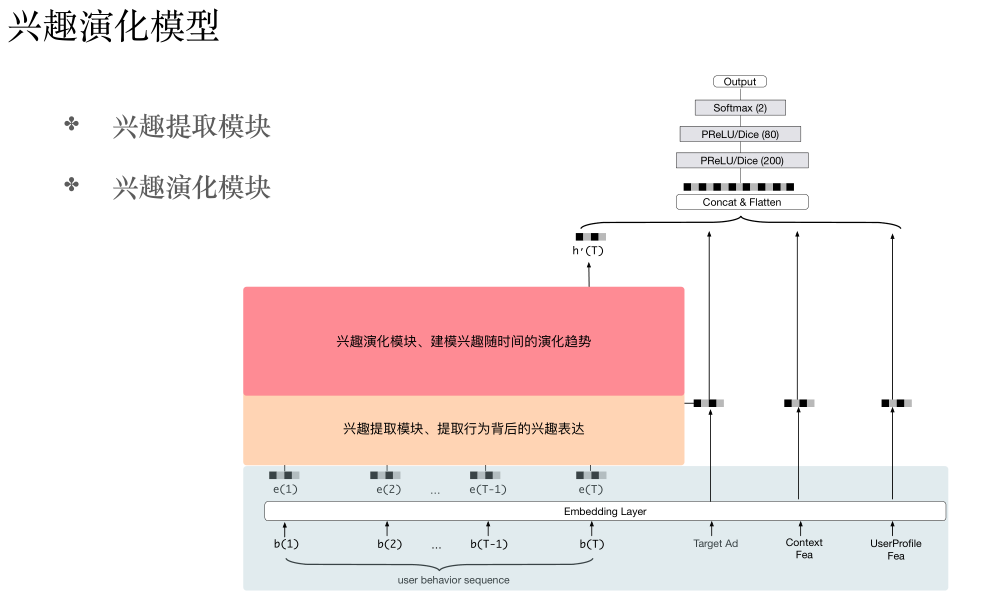 兴趣演化模型
兴趣提取模块
兴趣演化模块
Output
Softmax (2)
PReLU/Dice (80)
PReLU/Dice (200)
Concat & Flatten
h'(T)
兴趣演化模块、建模兴趣随时间的演化趋势
兴趣提取模块、提取行为背后的兴趣表达
e(1) e(2) ... e(T-1) e(T)
Embedding Layer
b(1) b(2) ... b(T-1) b(T) Target Ad Context UserProfile
Fea Fea
user behavior sequence